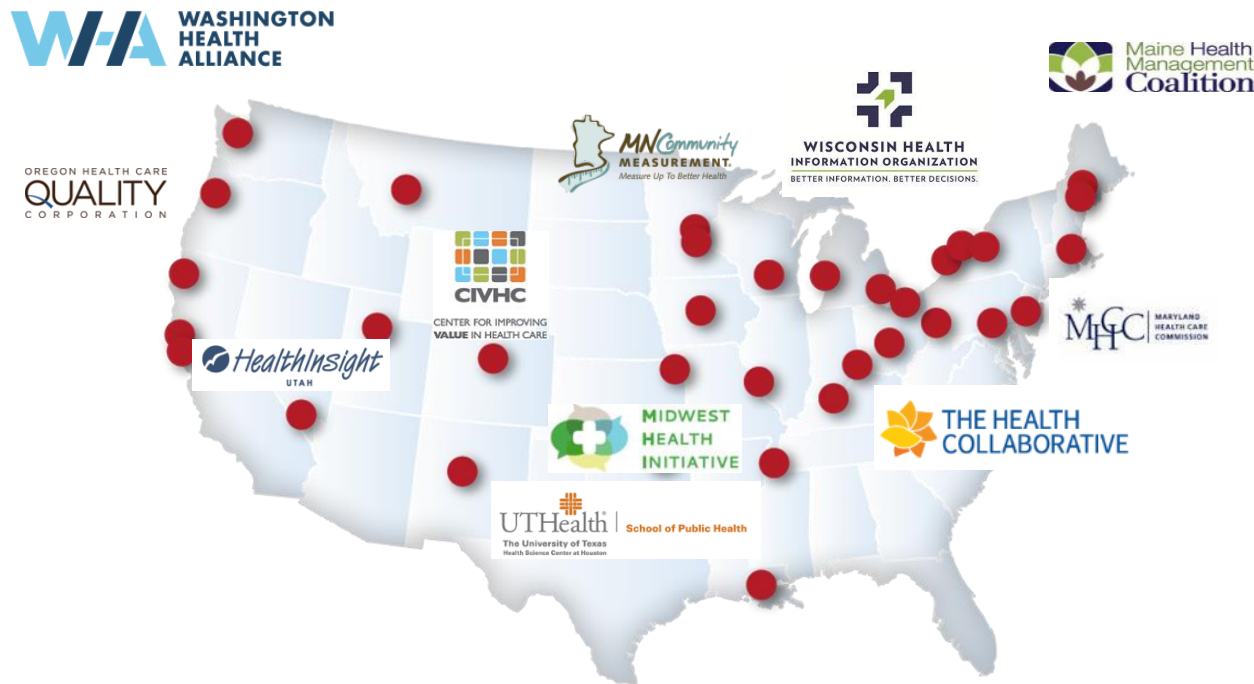 WHA WASHINGTON
HEALTH
ALLIANCE
Maine Health
Management
Coalition
OREGON HEALTH CARE
QUALITY
CORPORATION
MN Community
MEASUREMENT.
Measure Up To Better Health
WISCONSIN HEALTH
INFORMATION ORGANIZATION
BETTER INFORMATION. BETTER DECISIONS.
CIVHC
CENTER FOR IMPROVING
VALUE IN HEALTH CARE
MHCC
MARYLAND
HEALTH CARE
COMMISSION
HealthInsight
UTAH
MIDWEST
HEALTH
INITIATIVE
THE HEALTH
COLLABORATIVE
UTHealth School of Public Health
The University of Texas
Health Science Center at Houston